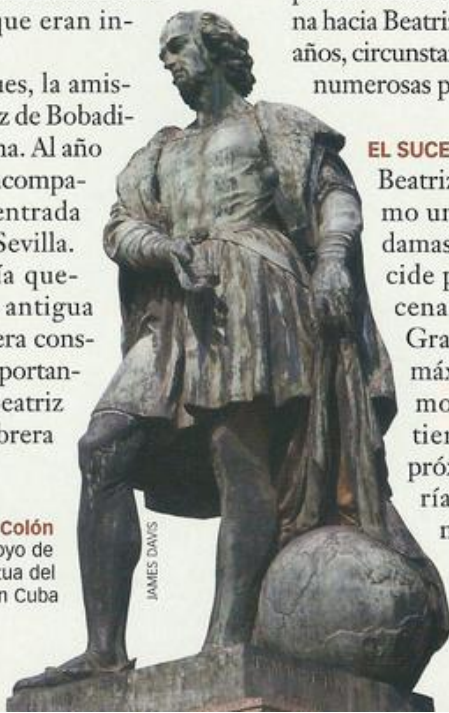 que eran in-
ues, la amis-
z de Bobadi-
na. Al año
acompa-
entrada
Sevilla.
ía que-
antigua
era cons-
portan-
eatriz
brera
Colón
oyo de
tua del
n Cuba
JAMES DAVIS
na hacia Beatriz
años, circunsta
numerosas p
EL SUCE
Beatriz
mo un
damas
cide p
cena
Gra
máx
mo
tien
próx
ría